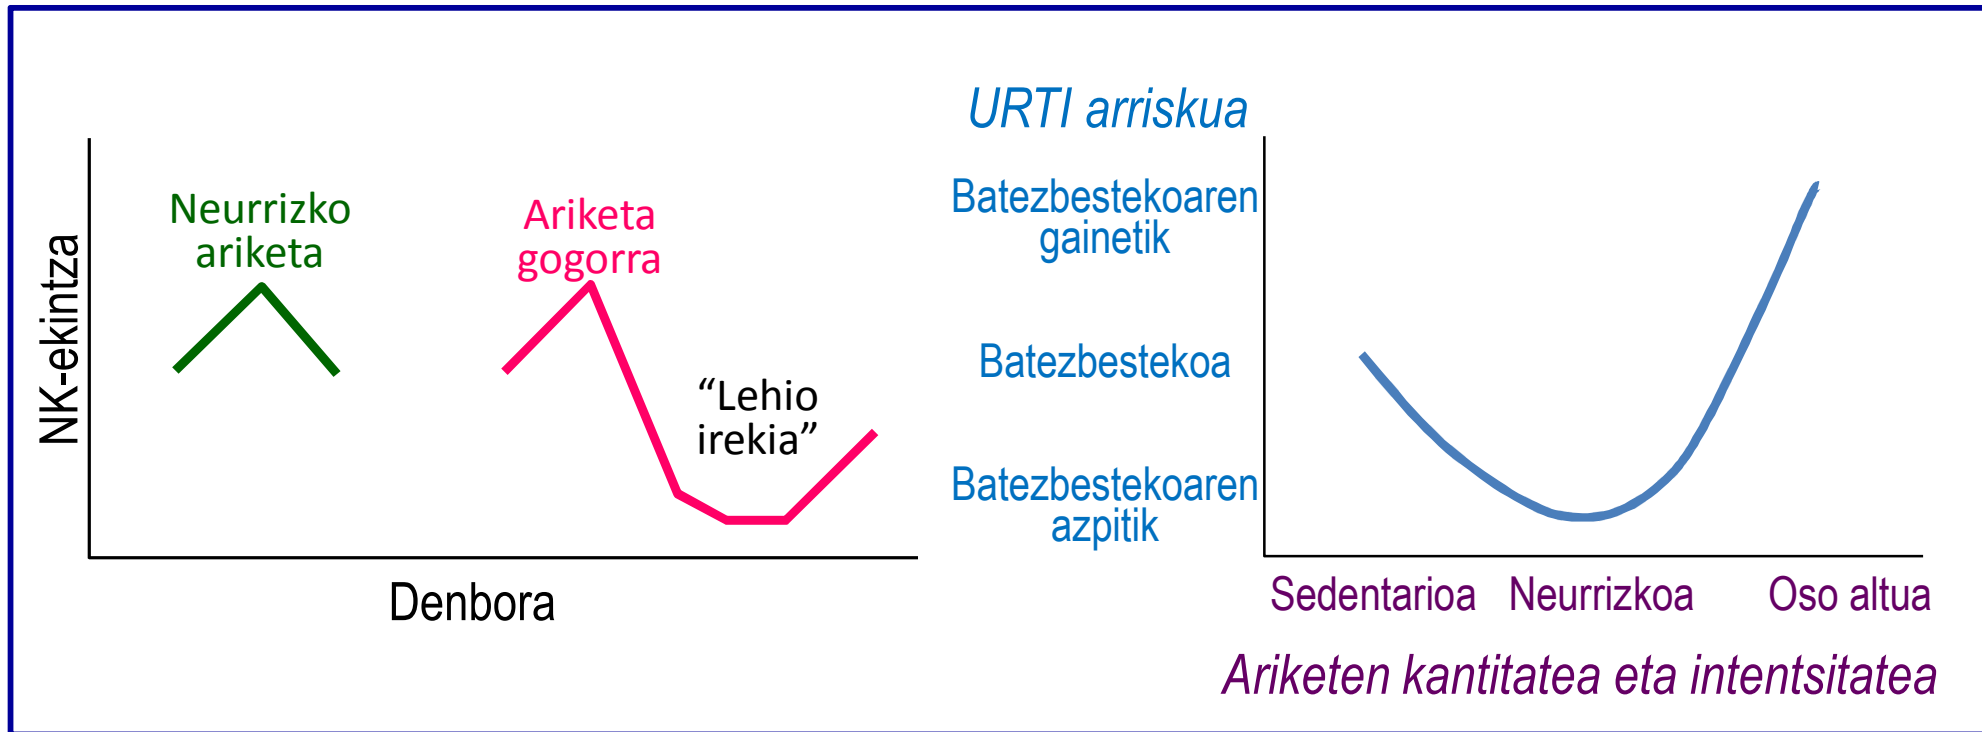 NK-ekintza
Neurrizko
ariketa
Ariketa
gogorra
“Lehio
irekia”
Denbora
URTI arriskua
Batezbestekoaren
gainetik
Batezbestekoa
Batezbestekoaren
azpitik
Sedentarioa Neurrizkoa Oso altua
Ariketen kantitatea eta intentsitatea